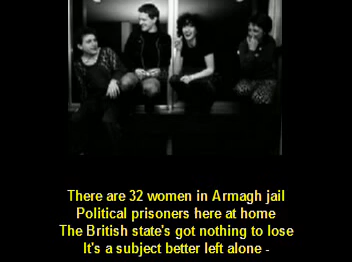 There are 32 women in Armagh jail
Political prisoners here at home
The British state's got nothing to lose
It's a subject better left alone -